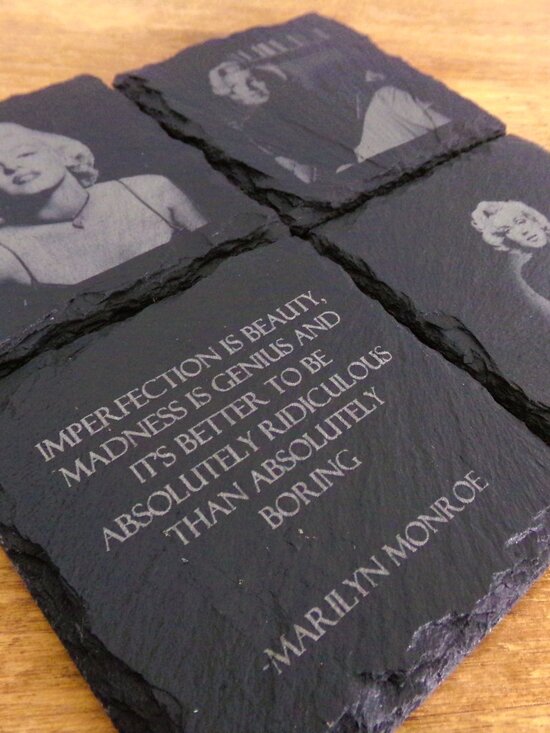 IMPERFECTION IS BEAUTY,
MADNESS IS GENIUS AND
IT'S BETTER TO BE
ABSOLUTELY RIDICULOUS
THAN ABSOLUTELY
BORING
-MARILYN MONROE